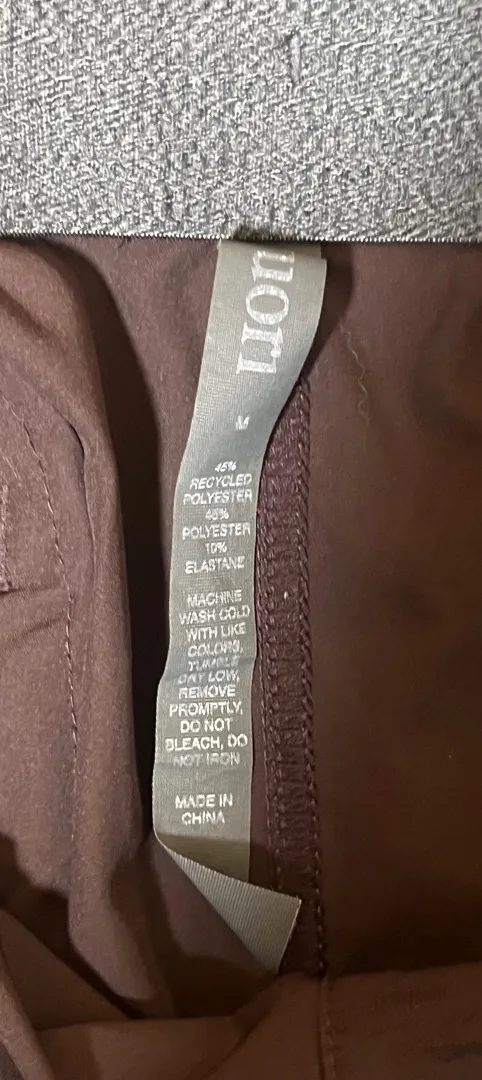 uori
M
45%
RECYCLED
POLYESTER
45%
POLYESTER
10%
ELASTANE
MACHINE
WASH COLD
WITH LIKE
COLORS,
TUMBLE
DRY LOW,
REMOVE
PROMPTLY,
DO NOT
BLEACH, DO
NOT IRON
MADE IN
CHINA